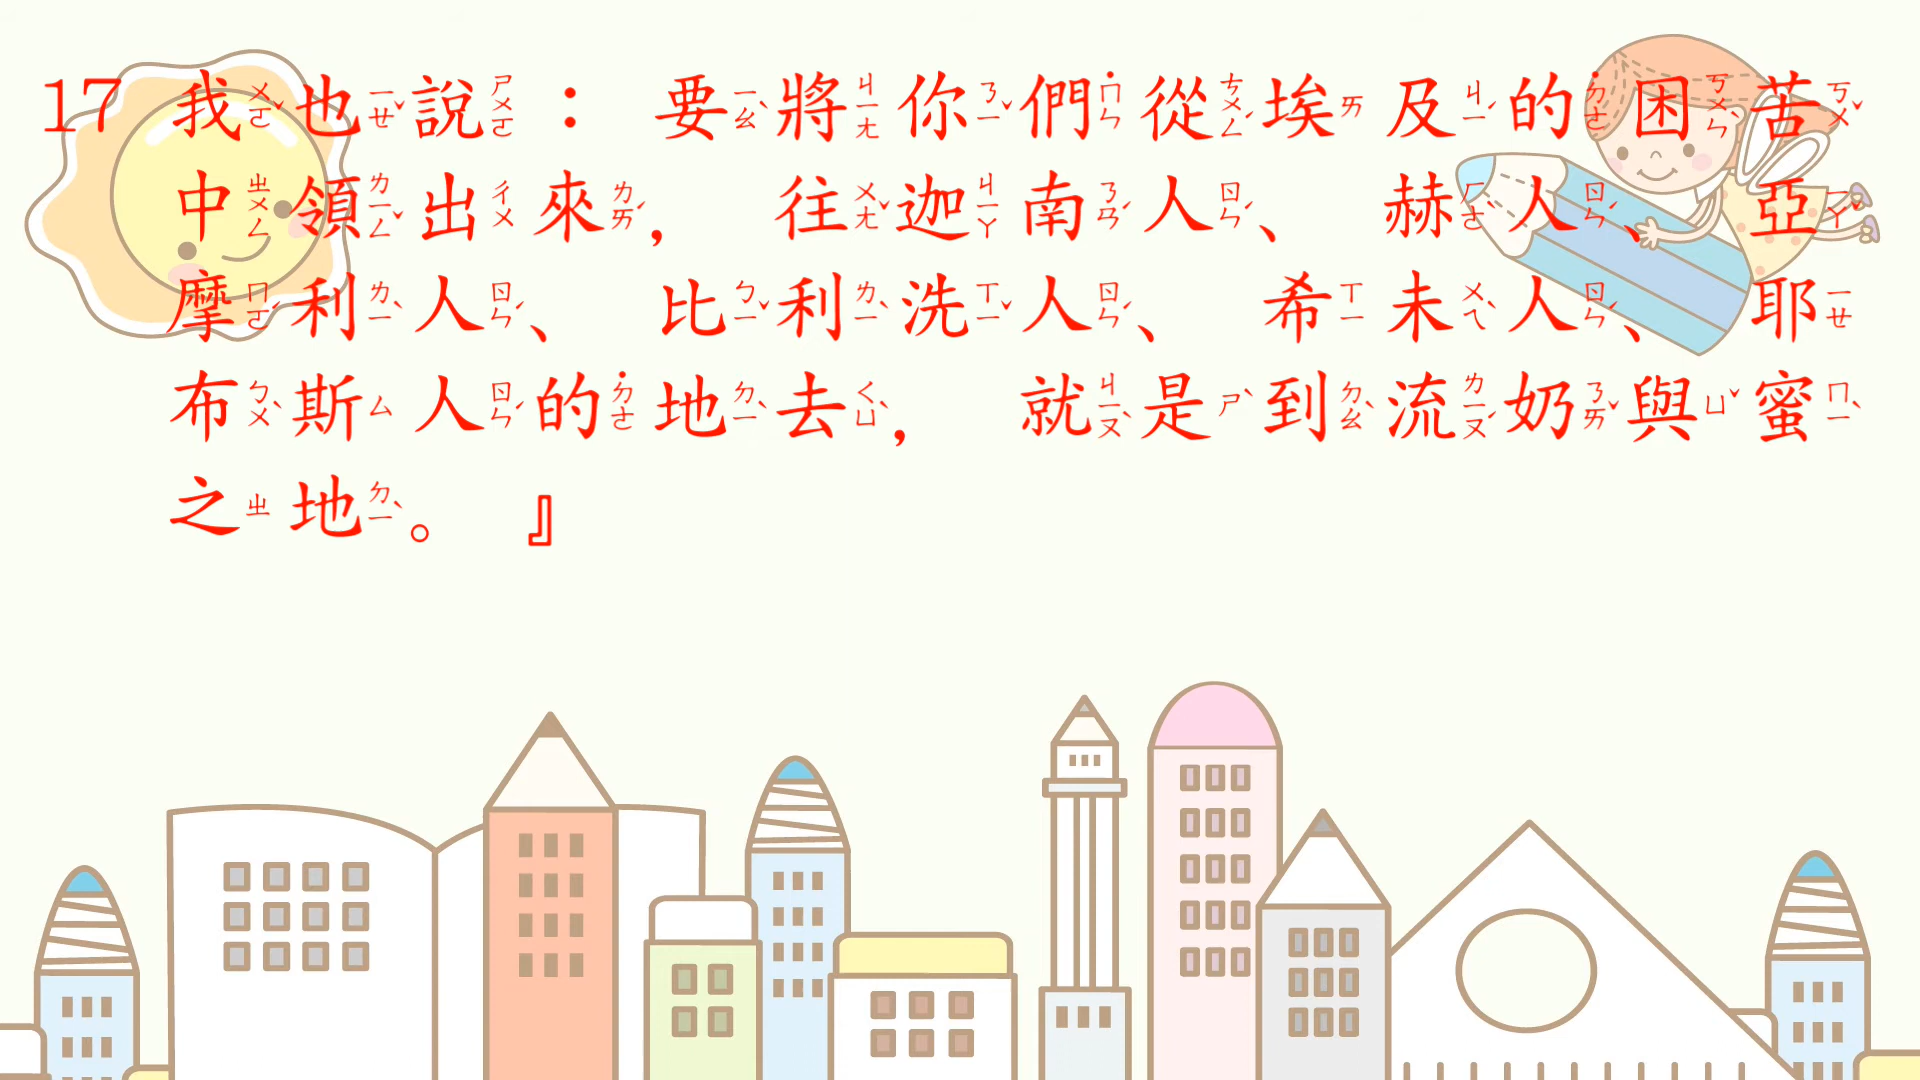 17 我也說： 要將你們從埃及的困苦
中領出來， 往迦南人、 赫人、 亞
摩利人、 比利洗人、 希未人、 耶
布斯人的地去， 就是到流奶與蜜
之地。 』